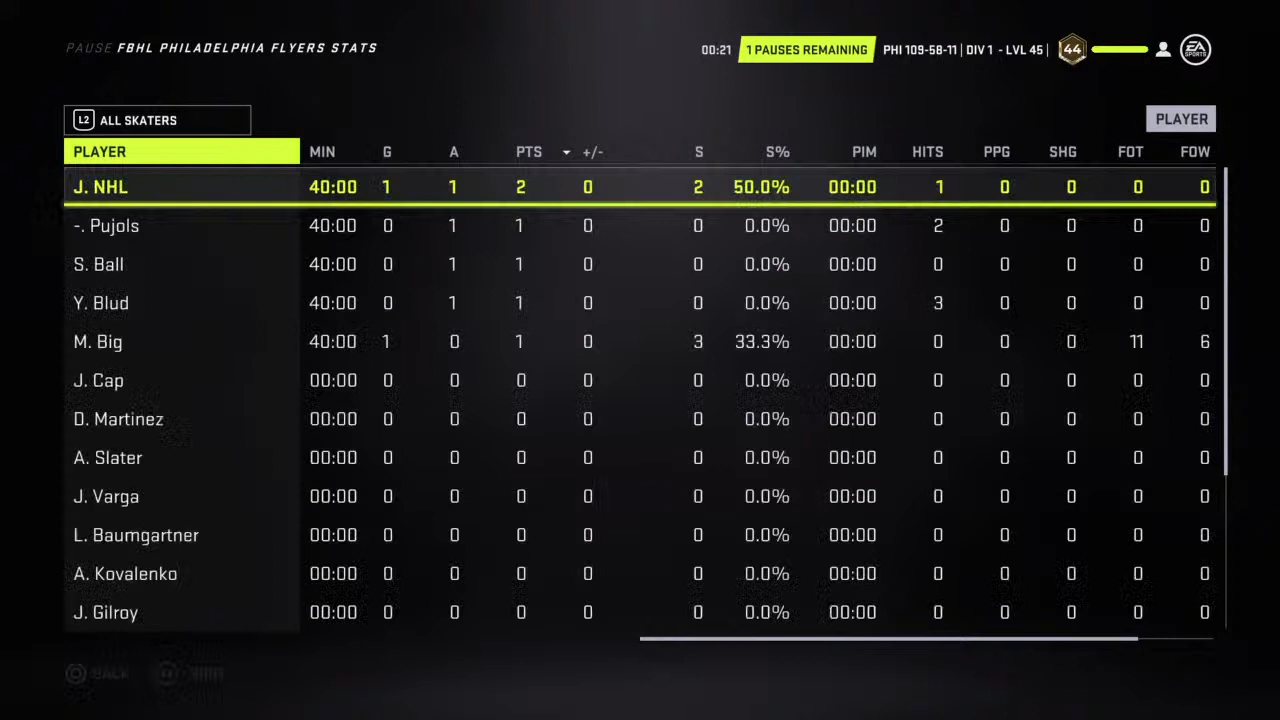 PAUSE FBHL PHILADELPHIA FLYERS STATS
00:21 1 PAUSES REMAINING PHI 109-58-11 | DIV 1 - LVL 45 | 44 EA SPORTS
L2 ALL SKATERS PLAYER
PLAYER MIN G A PTS +/- S S% PIM HITS PPG SHG FOT FOW
J. NHL 40:00 1 1 2 0 2 50.0% 00:00 1 0 0 0 0
-. Pujols 40:00 0 1 1 0 0 0.0% 00:00 2 0 0 0 0
S. Ball 40:00 0 1 1 0 0 0.0% 00:00 0 0 0 0 0
Y. Blud 40:00 0 1 1 0 0 0.0% 00:00 3 0 0 0 0
M. Big 40:00 1 0 1 0 3 33.3% 00:00 0 0 0 11 6
J. Cap 00:00 0 0 0 0 0 0.0% 00:00 0 0 0 0 0
D. Martinez 00:00 0 0 0 0 0 0.0% 00:00 0 0 0 0 0
A. Slater 00:00 0 0 0 0 0 0.0% 00:00 0 0 0 0 0
J. Varga 00:00 0 0 0 0 0 0.0% 00:00 0 0 0 0 0
L. Baumgartner 00:00 0 0 0 0 0 0.0% 00:00 0 0 0 0 0
A. Kovalenko 00:00 0 0 0 0 0 0.0% 00:00 0 0 0 0 0
J. Gilroy 00:00 0 0 0 0 0 0.0% 00:00 0 0 0 0 0
BACK